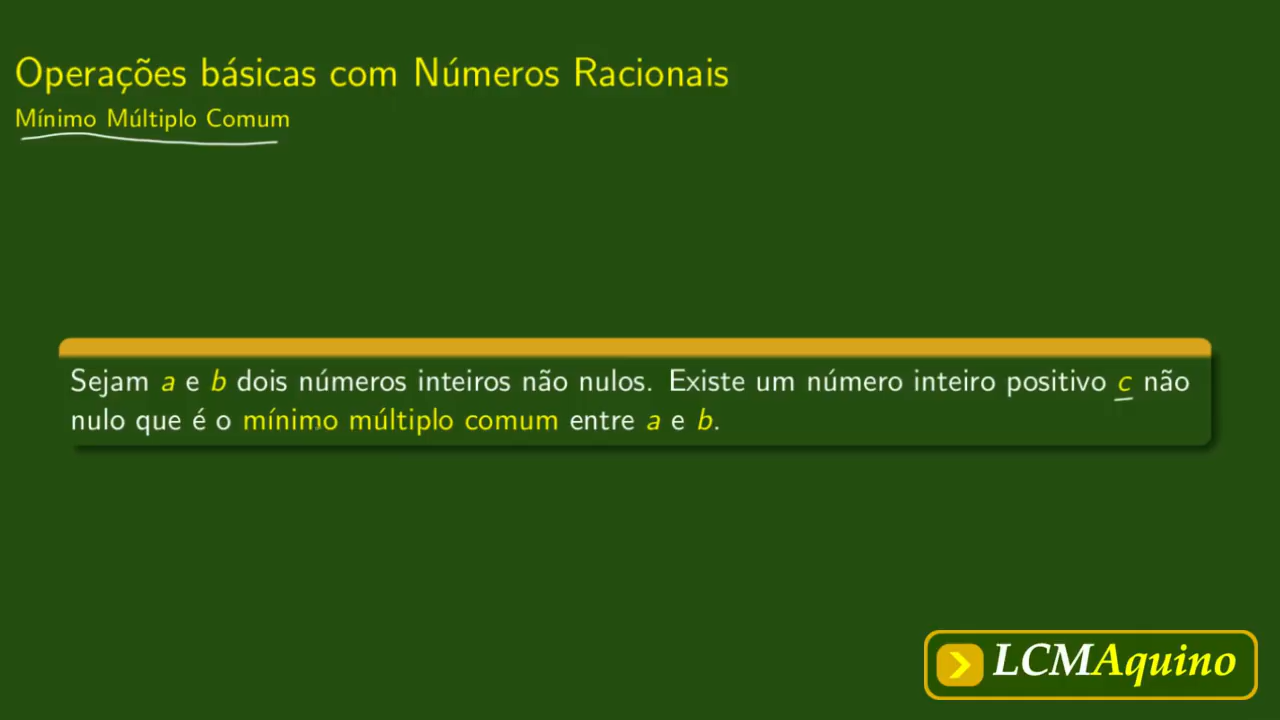 Operações básicas com Números Racionais
Mínimo Múltiplo Comum
Sejam a e b dois números inteiros não nulos. Existe um número inteiro positivo c não
nulo que é o mínimo múltiplo comum entre a e b.
LCMAquino